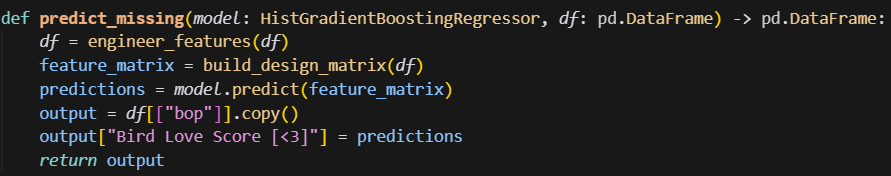 def predict_missing(model: HistGradientBoostingRegressor, df: pd.DataFrame) -> pd.DataFrame:
    df = engineer_features(df)
    feature_matrix = build_design_matrix(df)
    predictions = model.predict(feature_matrix)
    output = df[["bop"]].copy()
    output["Bird Love Score [<3]"] = predictions
    return output